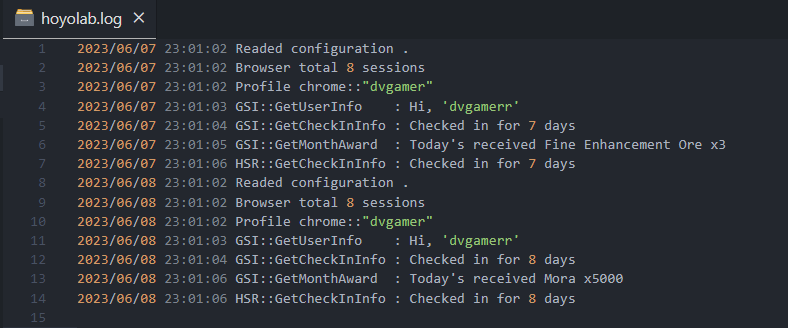 hoyolab.log ×
1 2023/06/07 23:01:02 Readed configuration .
2 2023/06/07 23:01:02 Browser total 8 sessions
3 2023/06/07 23:01:02 Profile chrome::"dvgamer"
4 2023/06/07 23:01:03 GSI::GetUserInfo    : Hi, 'dvgamerr'
5 2023/06/07 23:01:04 GSI::GetCheckInInfo : Checked in for 7 days
6 2023/06/07 23:01:05 GSI::GetMonthAward  : Today's received Fine Enhancement Ore x3
7 2023/06/07 23:01:06 HSR::GetCheckInInfo : Checked in for 7 days
8 2023/06/08 23:01:02 Readed configuration .
9 2023/06/08 23:01:02 Browser total 8 sessions
10 2023/06/08 23:01:02 Profile chrome::"dvgamer"
11 2023/06/08 23:01:03 GSI::GetUserInfo    : Hi, 'dvgamerr'
12 2023/06/08 23:01:04 GSI::GetCheckInInfo : Checked in for 8 days
13 2023/06/08 23:01:06 GSI::GetMonthAward  : Today's received Mora x5000
14 2023/06/08 23:01:06 HSR::GetCheckInInfo : Checked in for 8 days
15